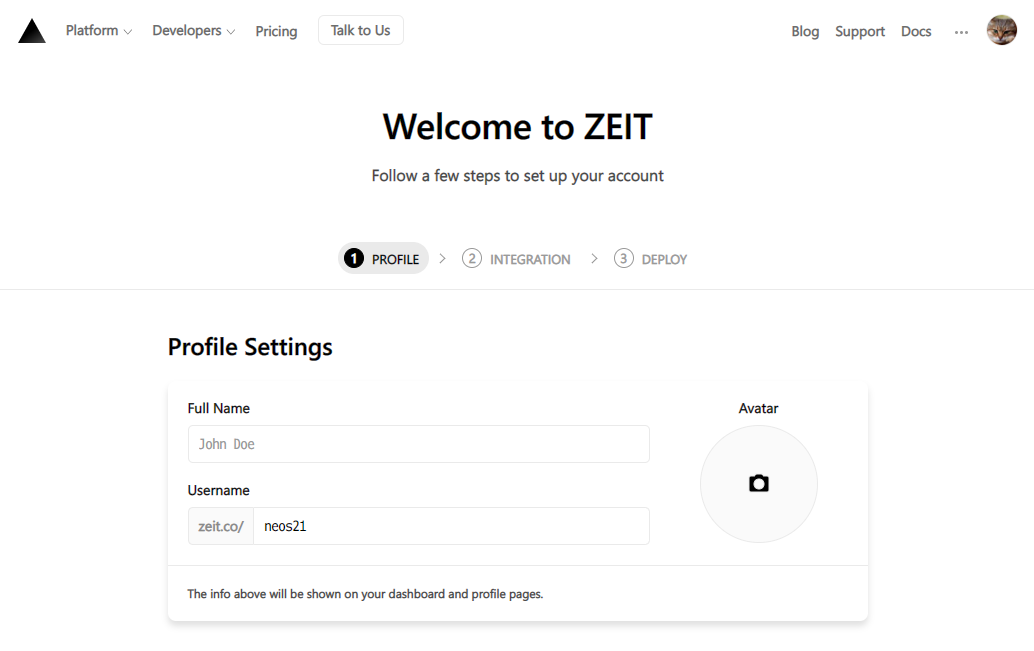 Platform Developers Pricing Talk to Us Blog Support Docs ...
Welcome to ZEIT
Follow a few steps to set up your account
1 PROFILE > 2 INTEGRATION > 3 DEPLOY
Profile Settings
Full Name
Avatar
John Doe
Username
zeit.co/ neos21
The info above will be shown on your dashboard and profile pages.